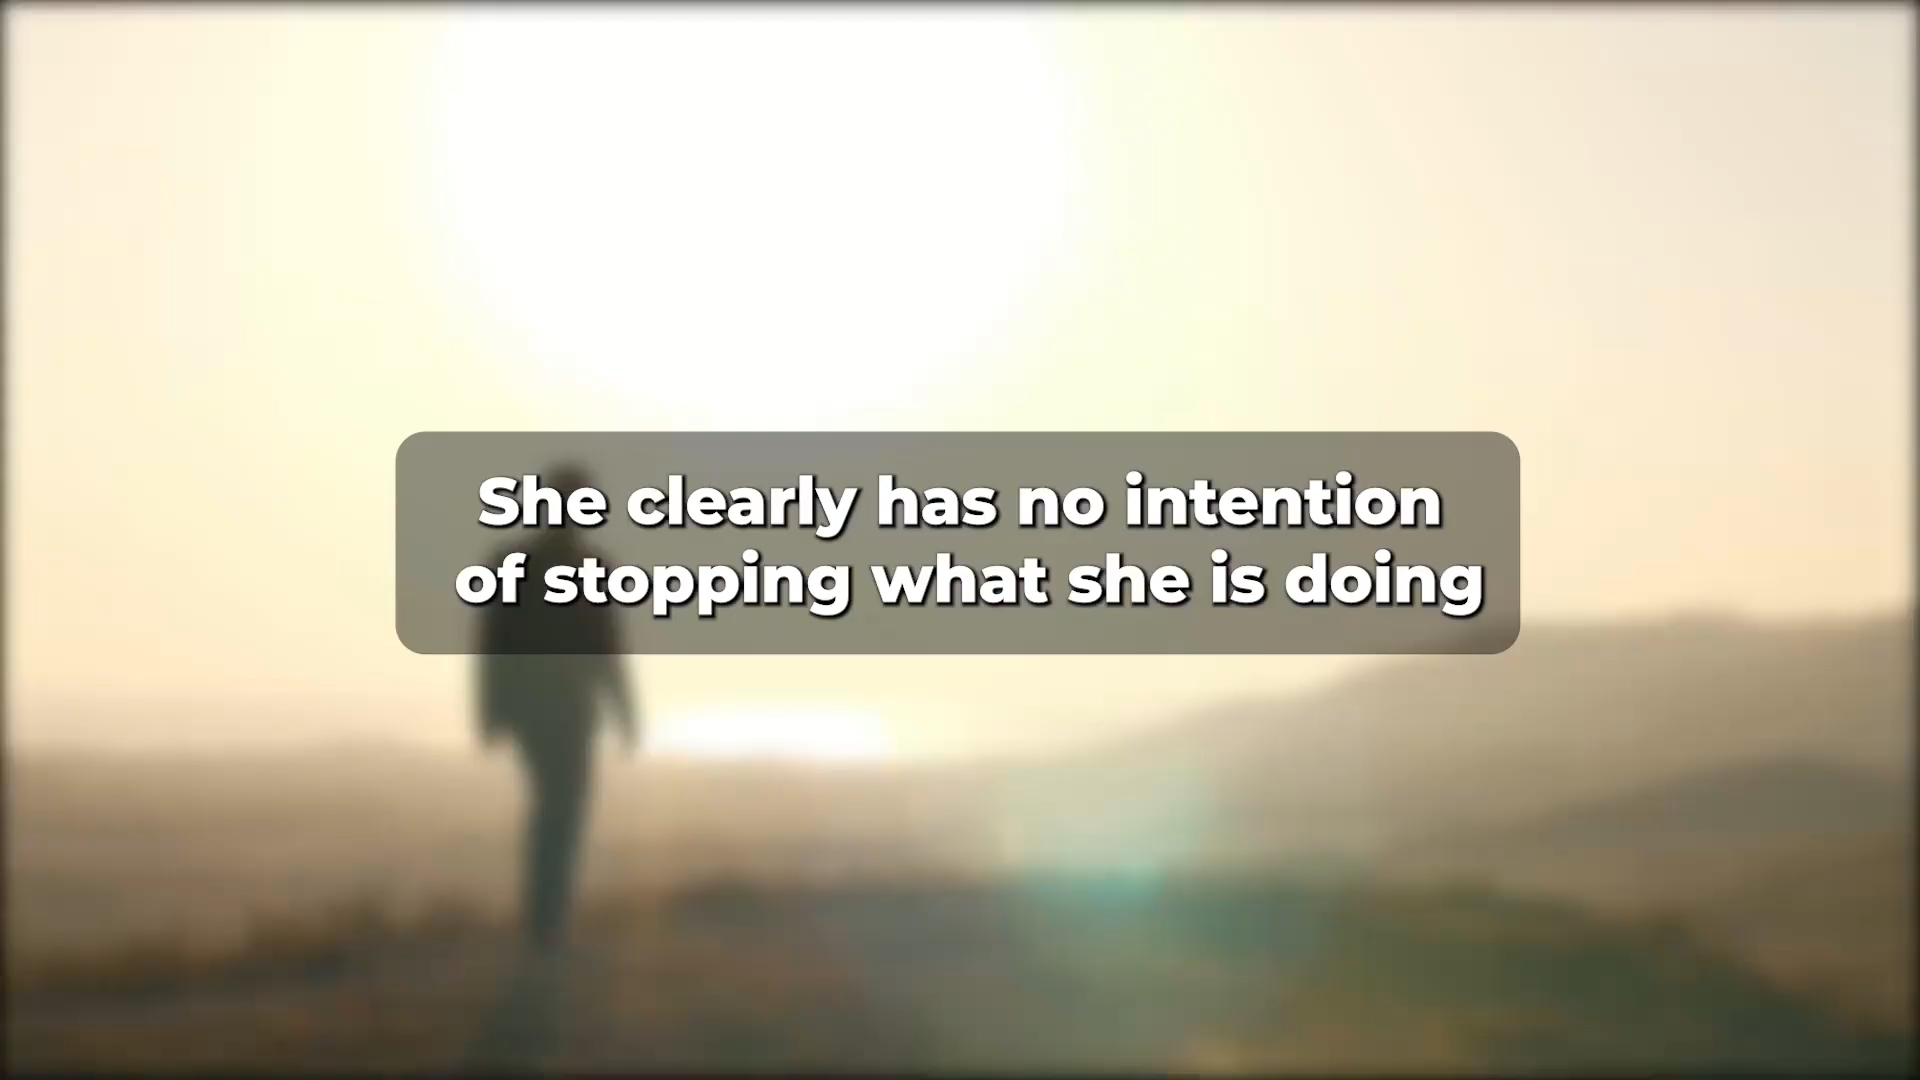 She clearly has no intention
of stopping what she is doing